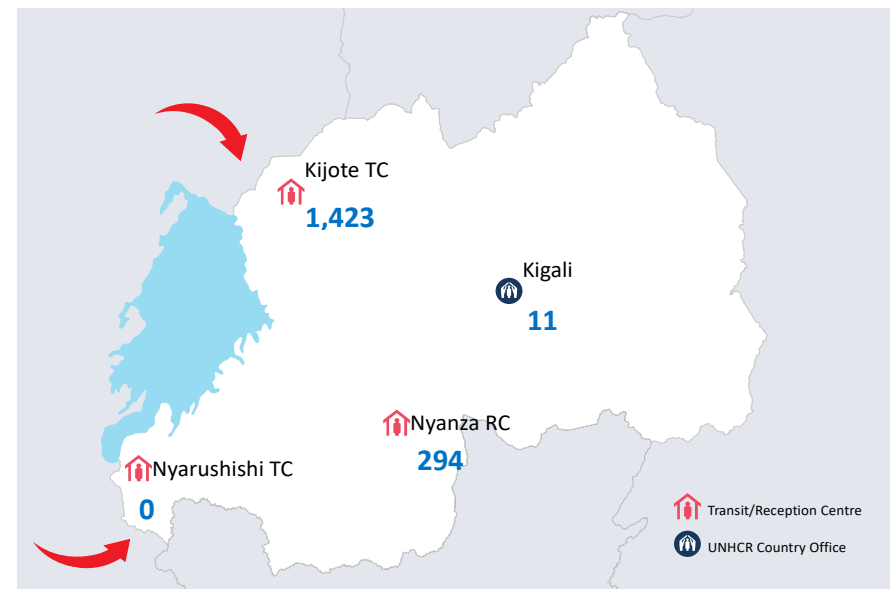 Kijote TC
1,423
Kigali
11
Nyanza RC
294
Nyarushishi TC
0
Transit/Reception Centre
UNHCR Country Office